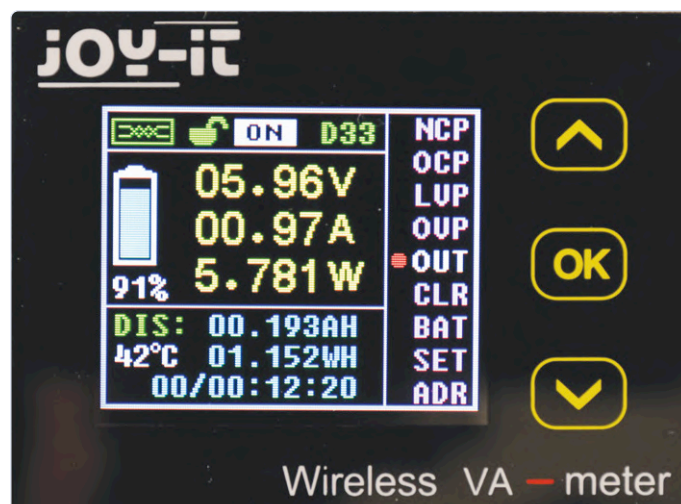 joy-it
ON D33
05.96V
00.97A
5.781W
91%
DIS: 00.193AH
42°C 01.152WH
00/00:12:20
NCP
OCP
LVP
OVP
OUT
CLR
BAT
SET
ADR
OK
Wireless VA – meter